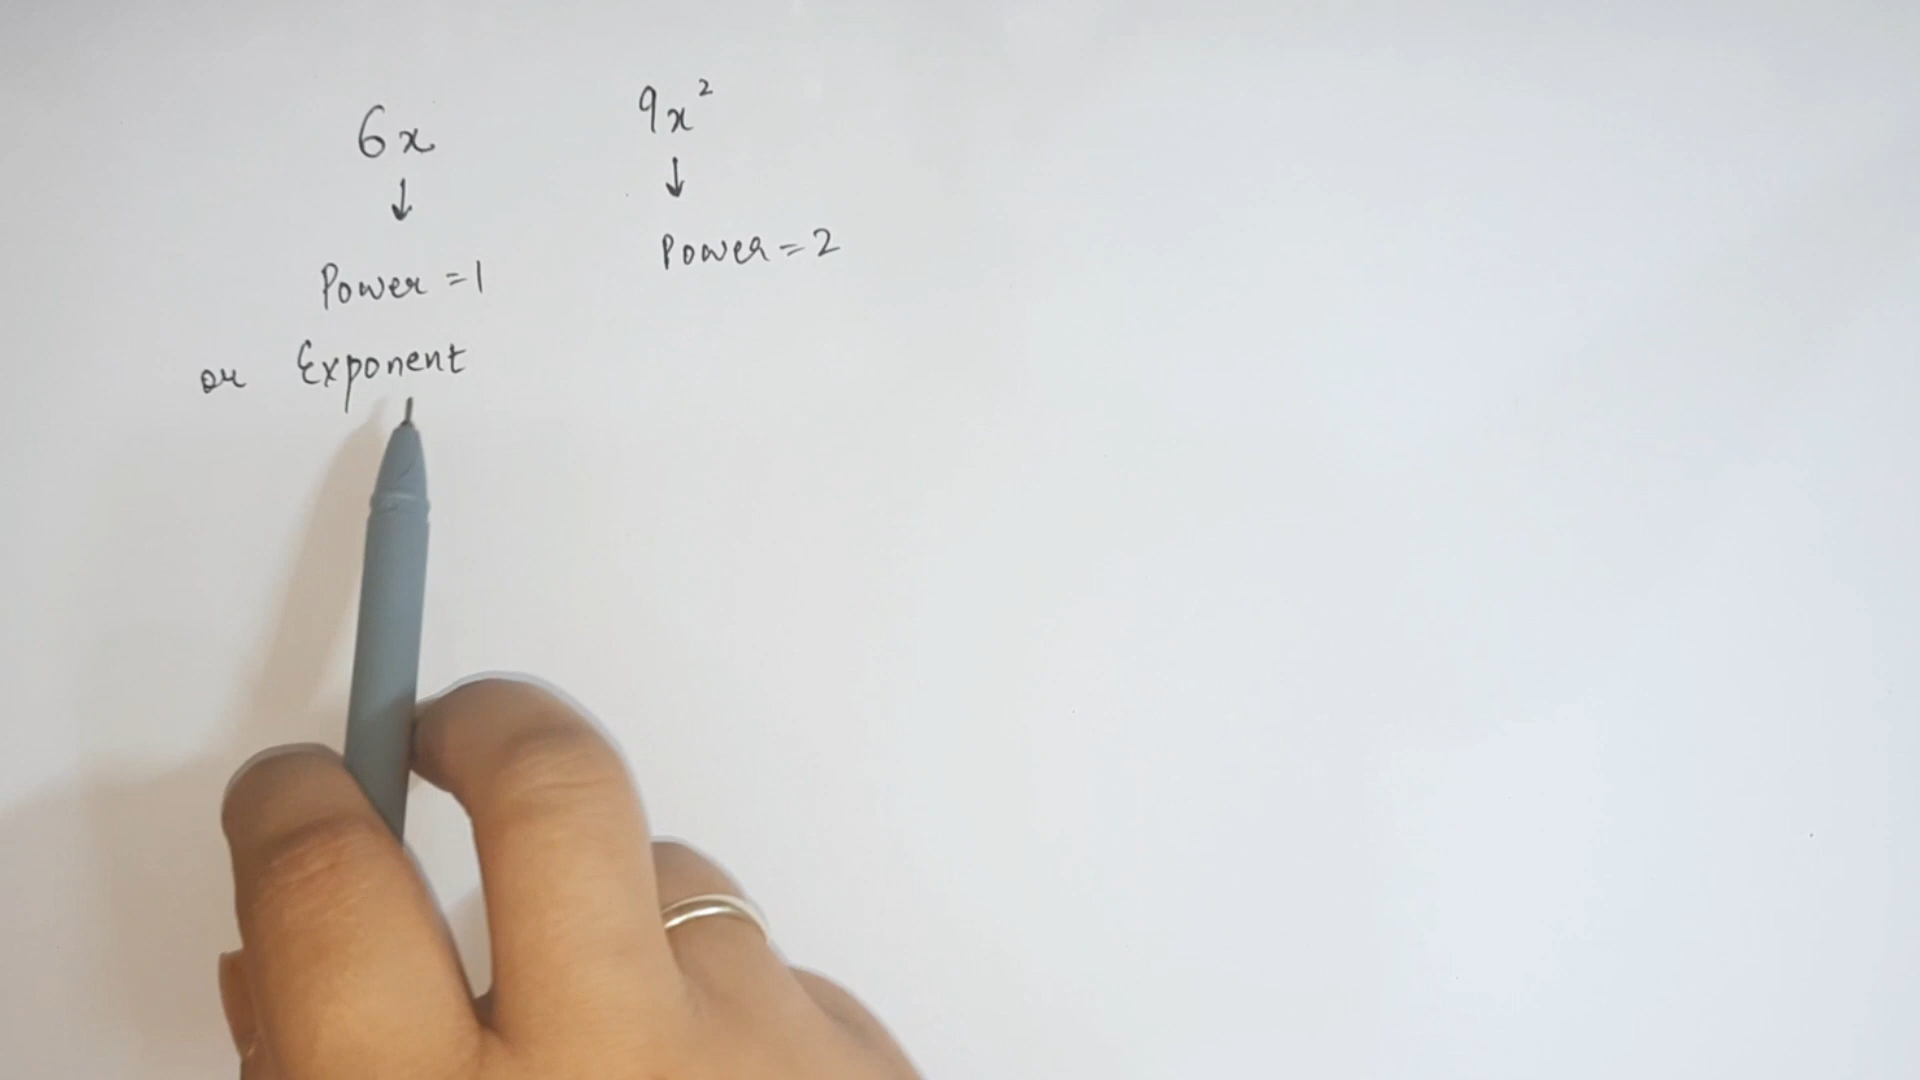 6x
↓
Power = 1
or Exponent
9x²
↓
Power = 2